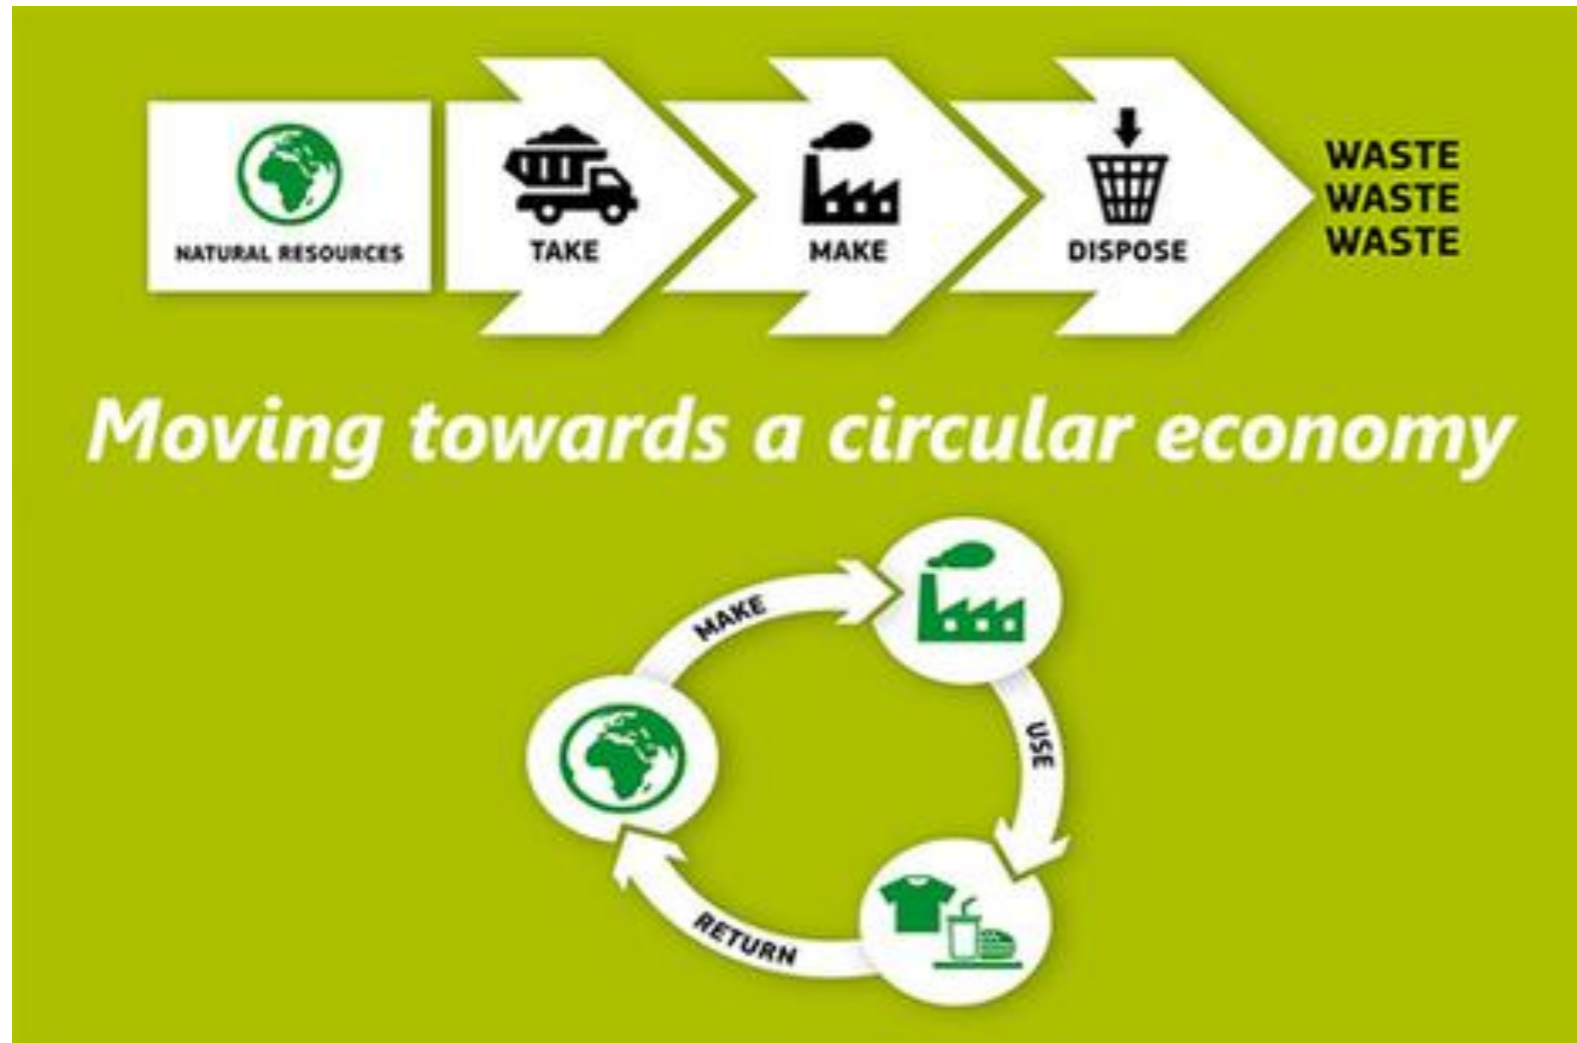 NATURAL RESOURCES
TAKE
MAKE
DISPOSE
WASTE
WASTE
WASTE
Moving towards a circular economy
MAKE
USE
RETURN